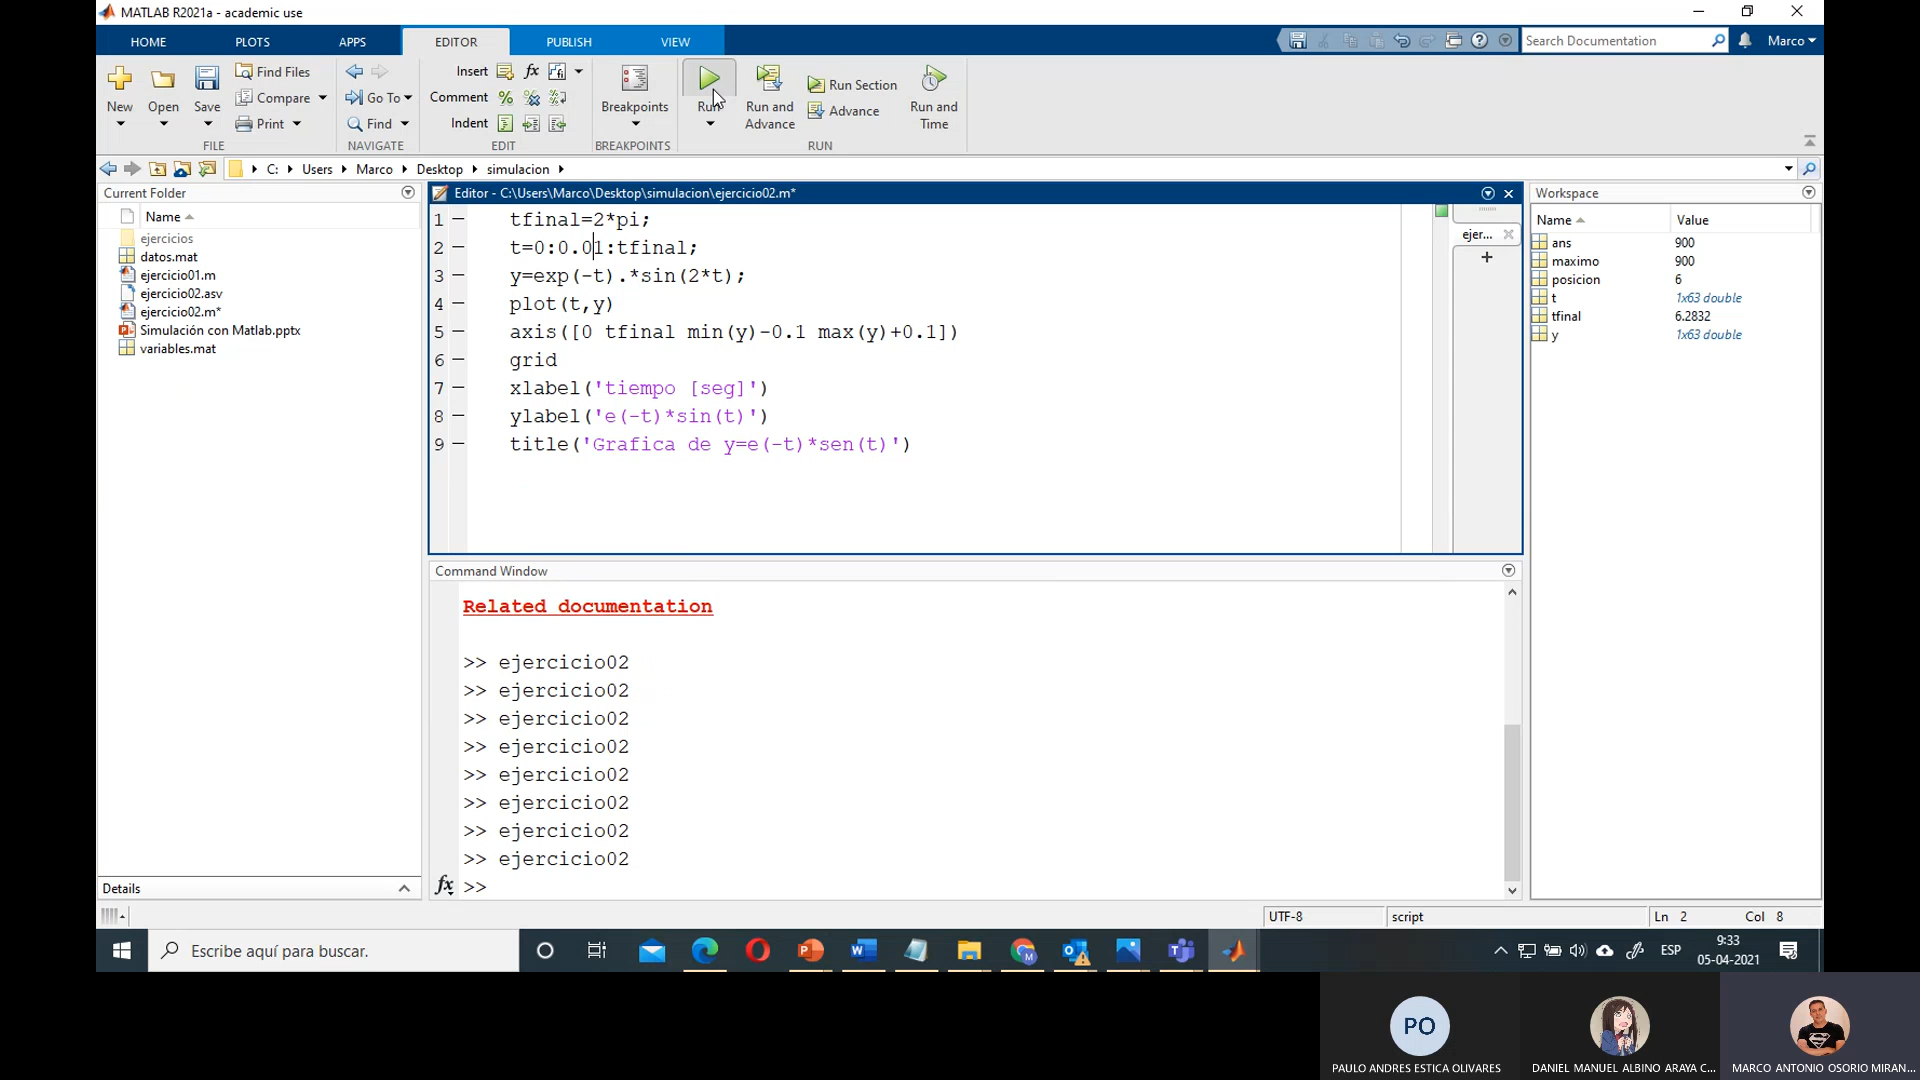 MATLAB R2021a - academic use
HOME PLOTS APPS EDITOR PUBLISH VIEW Search Documentation Marco
New Open Save Find Files Compare Print
Go To Find
Insert fx Comment % Indent
Breakpoints
Run Run and Advance Run Section Advance Run and Time
FILE NAVIGATE EDIT BREAKPOINTS RUN
C: Users Marco Desktop simulacion
Current Folder
Name
ejercicios
datos.mat
ejercicio01.m
ejercicio02.asv
ejercicio02.m*
Simulación con Matlab.pptx
variables.mat
Details
Editor - C:\Users\Marco\Desktop\simulacion\ejercicio02.m*
ejer...
1 tfinal=2*pi;
2 t=0:0.01:tfinal;
3 y=exp(-t).*sin(2*t);
4 plot(t,y)
5 axis([0 tfinal min(y)-0.1 max(y)+0.1])
6 grid
7 xlabel('tiempo [seg]')
8 ylabel('e(-t)*sin(t)')
9 title('Grafica de y=e(-t)*sen(t)')
Command Window
Related documentation
>> ejercicio02
>> ejercicio02
>> ejercicio02
>> ejercicio02
>> ejercicio02
>> ejercicio02
>> ejercicio02
>> ejercicio02
fx >>
Workspace
Name Value
ans 900
maximo 900
posicion 6
t 1x63 double
tfinal 6.2832
y 1x63 double
UTF-8 script Ln 2 Col 8
Escribe aquí para buscar.
ESP
9:33
05-04-2021
PO
PAULO ANDRES ESTICA OLIVARES
DANIEL MANUEL ALBINO ARAYA C...
MARCO ANTONIO OSORIO MIRAN...